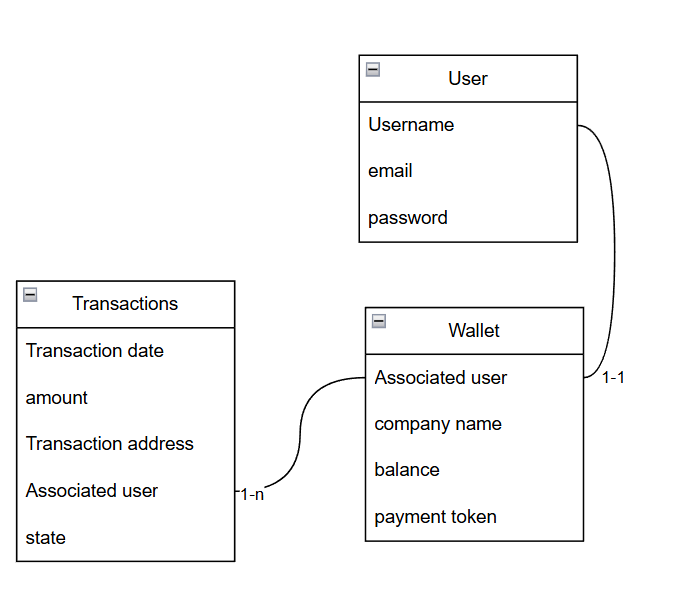 User
Username
email
password
Transactions
Transaction date
amount
Transaction address
Associated user
state
1-n
Wallet
Associated user
company name
balance
payment token
1-1